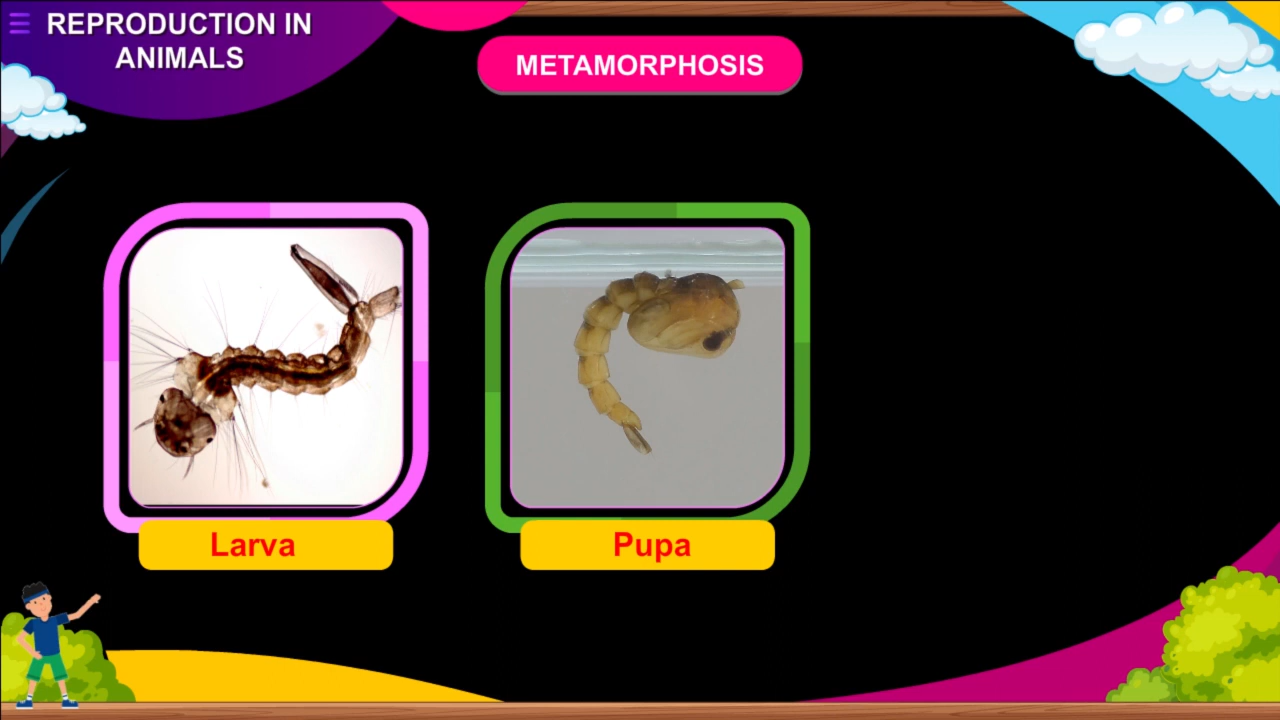 REPRODUCTION IN
ANIMALS
METAMORPHOSIS
Larva
Pupa